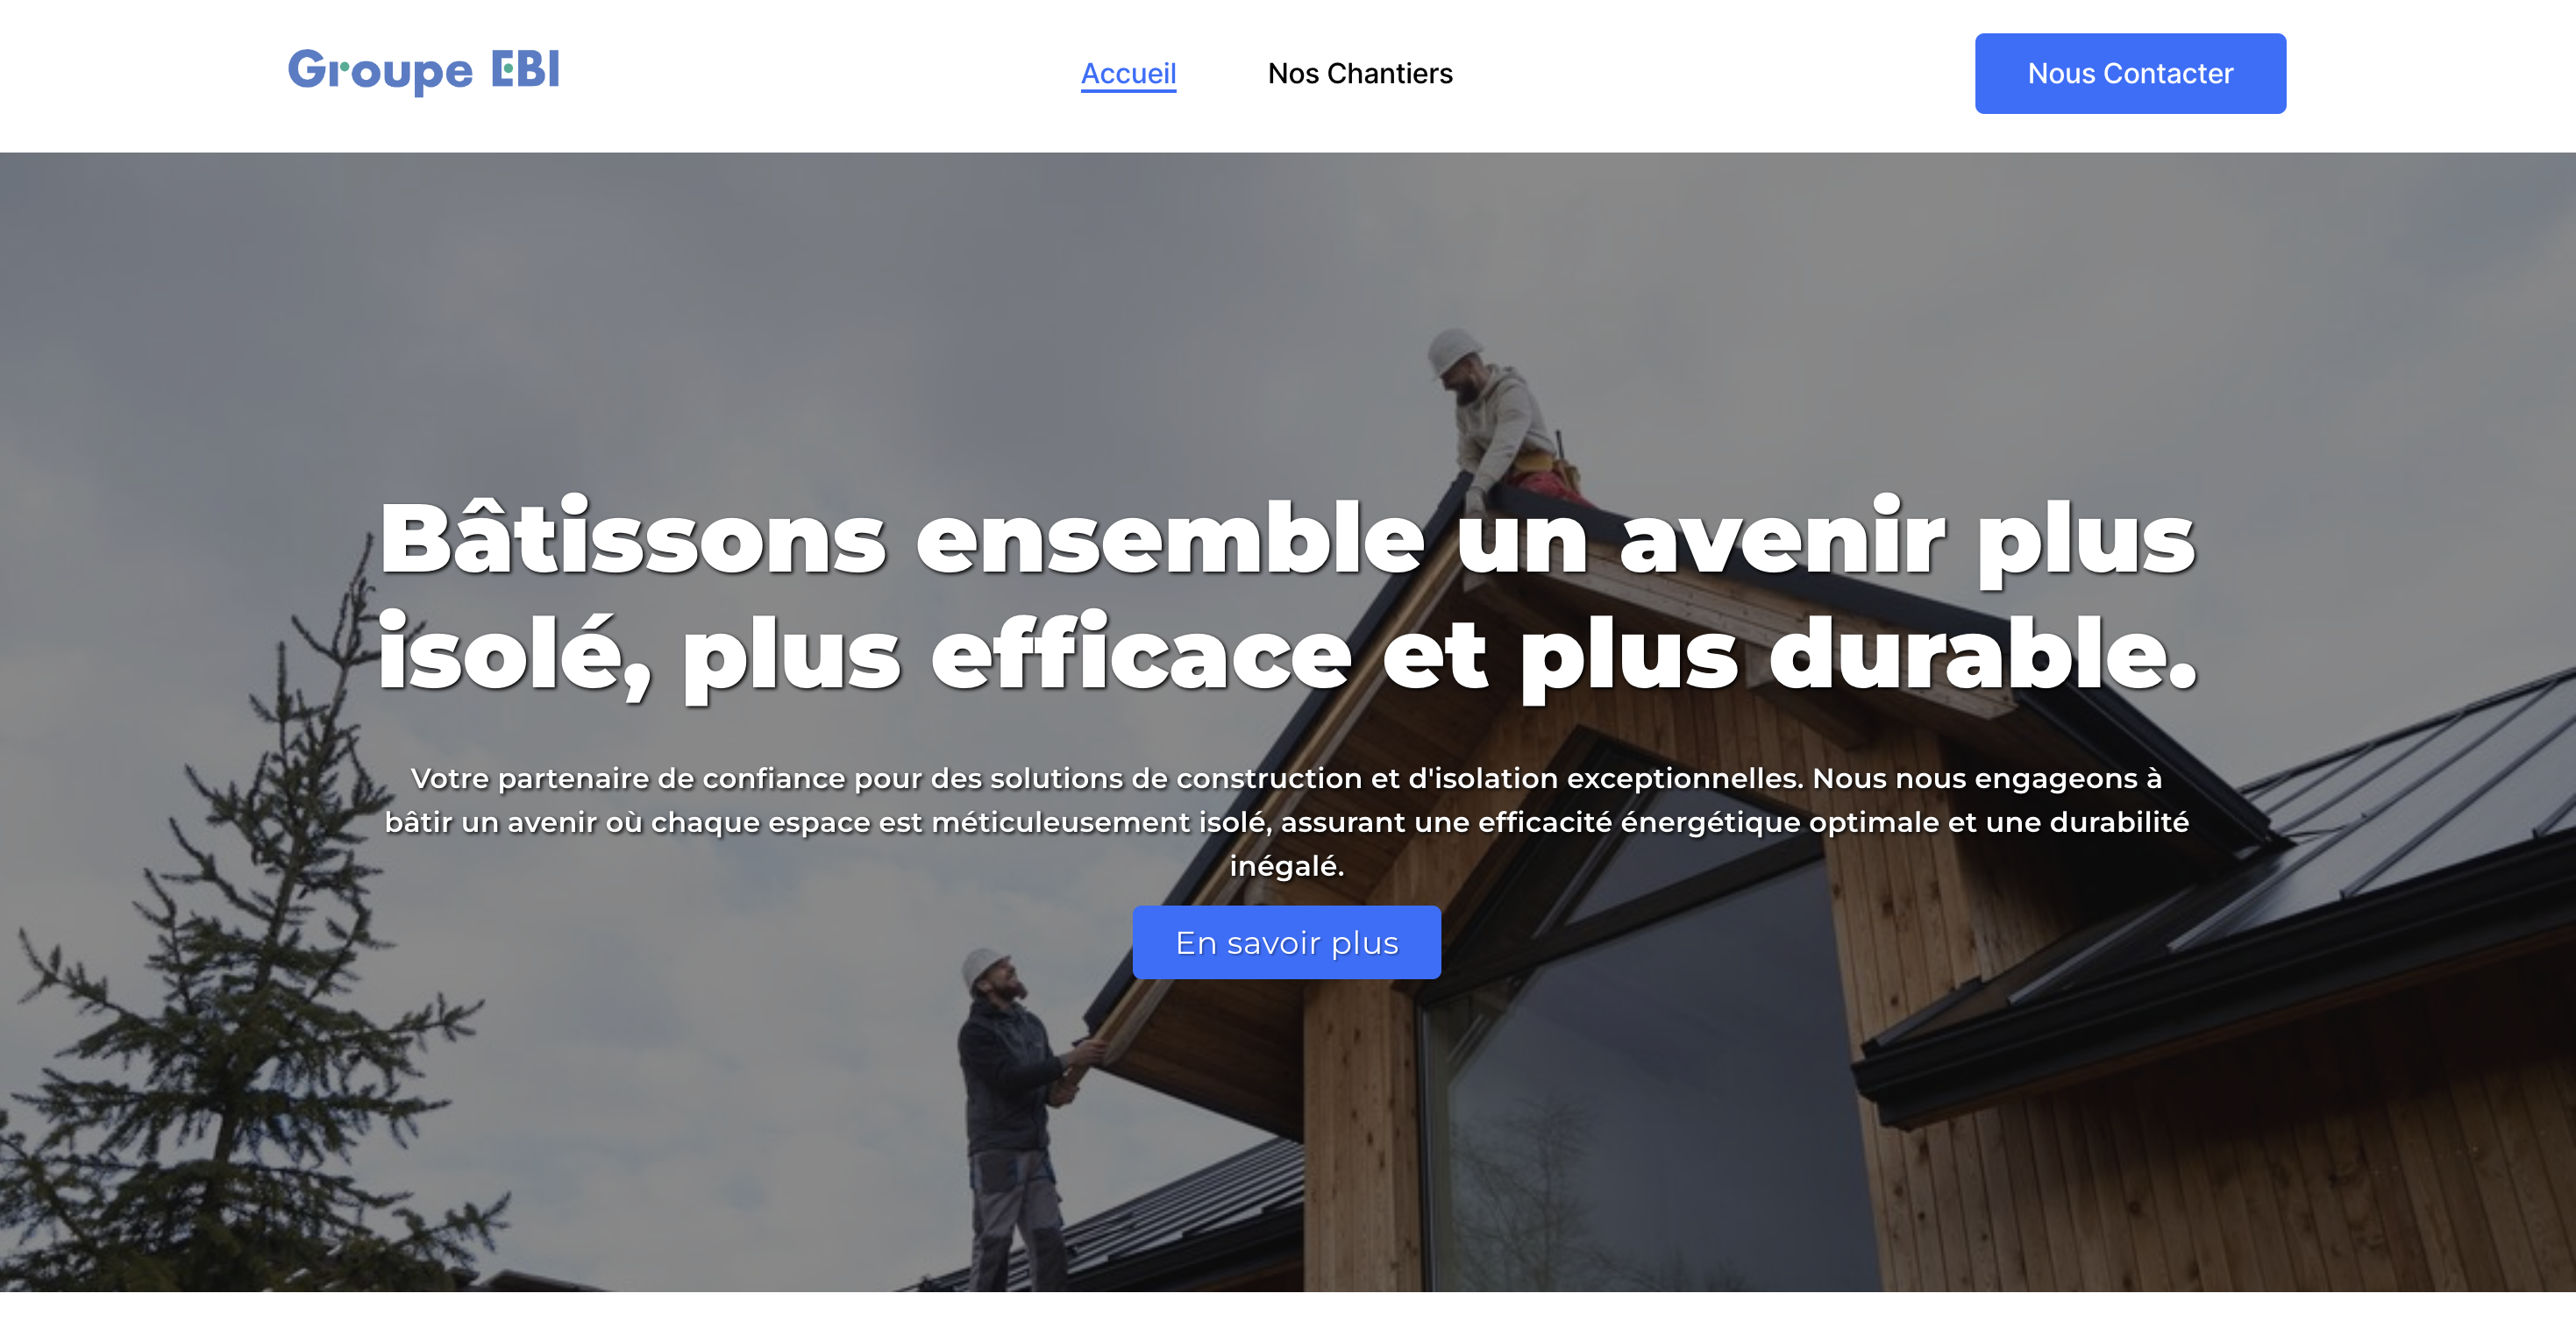 Groupe EBI
Accueil
Nos Chantiers
Nous Contacter
Bâtissons ensemble un avenir plus
isolé, plus efficace et plus durable.
Votre partenaire de confiance pour des solutions de construction et d'isolation exceptionnelles. Nous nous engageons à
bâtir un avenir où chaque espace est méticuleusement isolé, assurant une efficacité énergétique optimale et une durabilité
inégalé.
En savoir plus